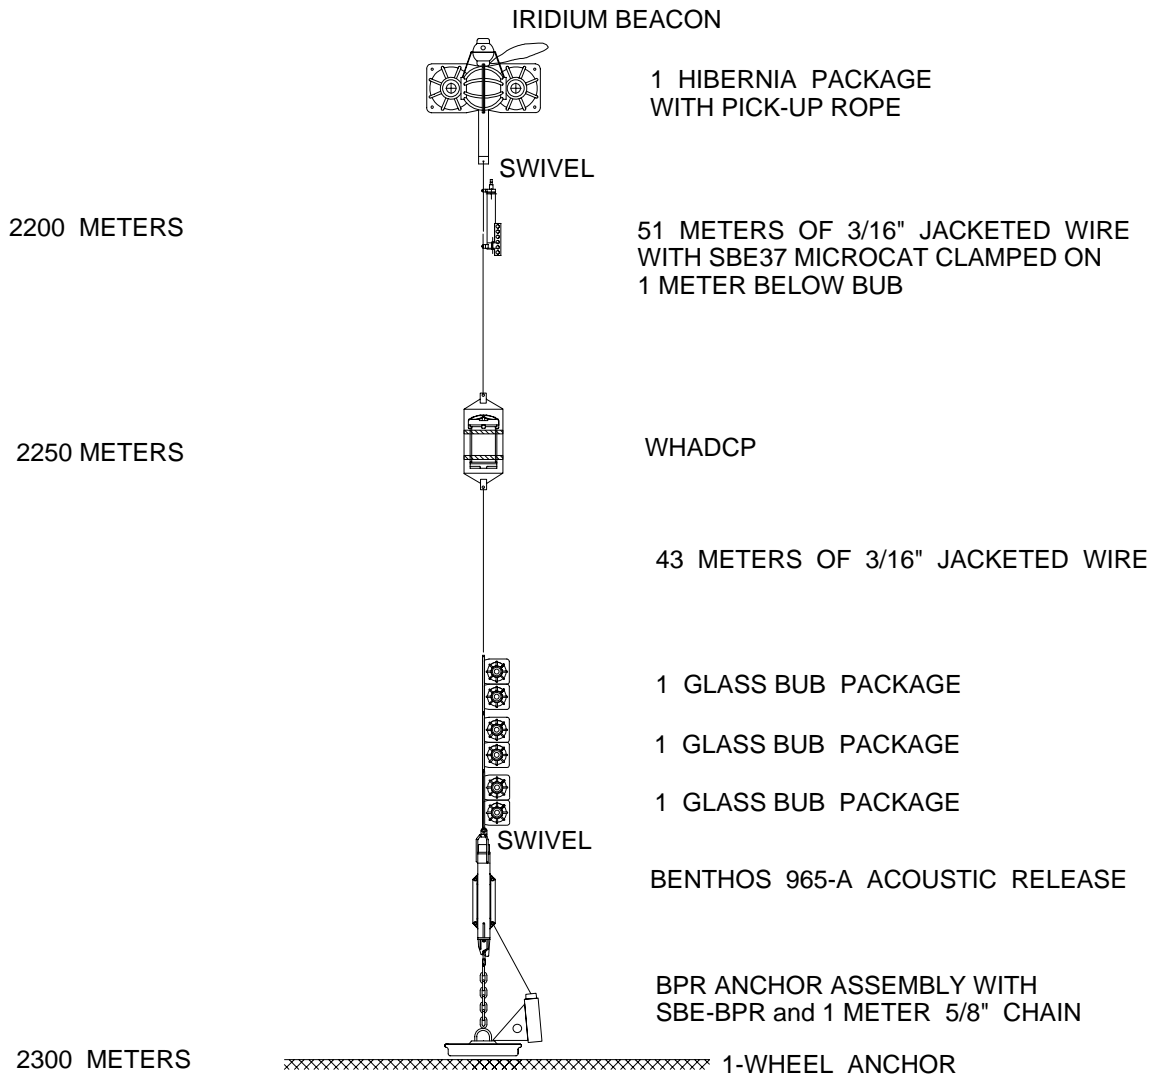 IRIDIUM BEACON
1 HIBERNIA PACKAGE
WITH PICK-UP ROPE
SWIVEL
2200 METERS
51 METERS OF 3/16" JACKETED WIRE
WITH SBE37 MICROCAT CLAMPED ON
1 METER BELOW BUB
2250 METERS
WHADCP
43 METERS OF 3/16" JACKETED WIRE
1 GLASS BUB PACKAGE
1 GLASS BUB PACKAGE
1 GLASS BUB PACKAGE
SWIVEL
BENTHOS 965-A ACOUSTIC RELEASE
BPR ANCHOR ASSEMBLY WITH
SBE-BPR and 1 METER 5/8" CHAIN
2300 METERS
1-WHEEL ANCHOR